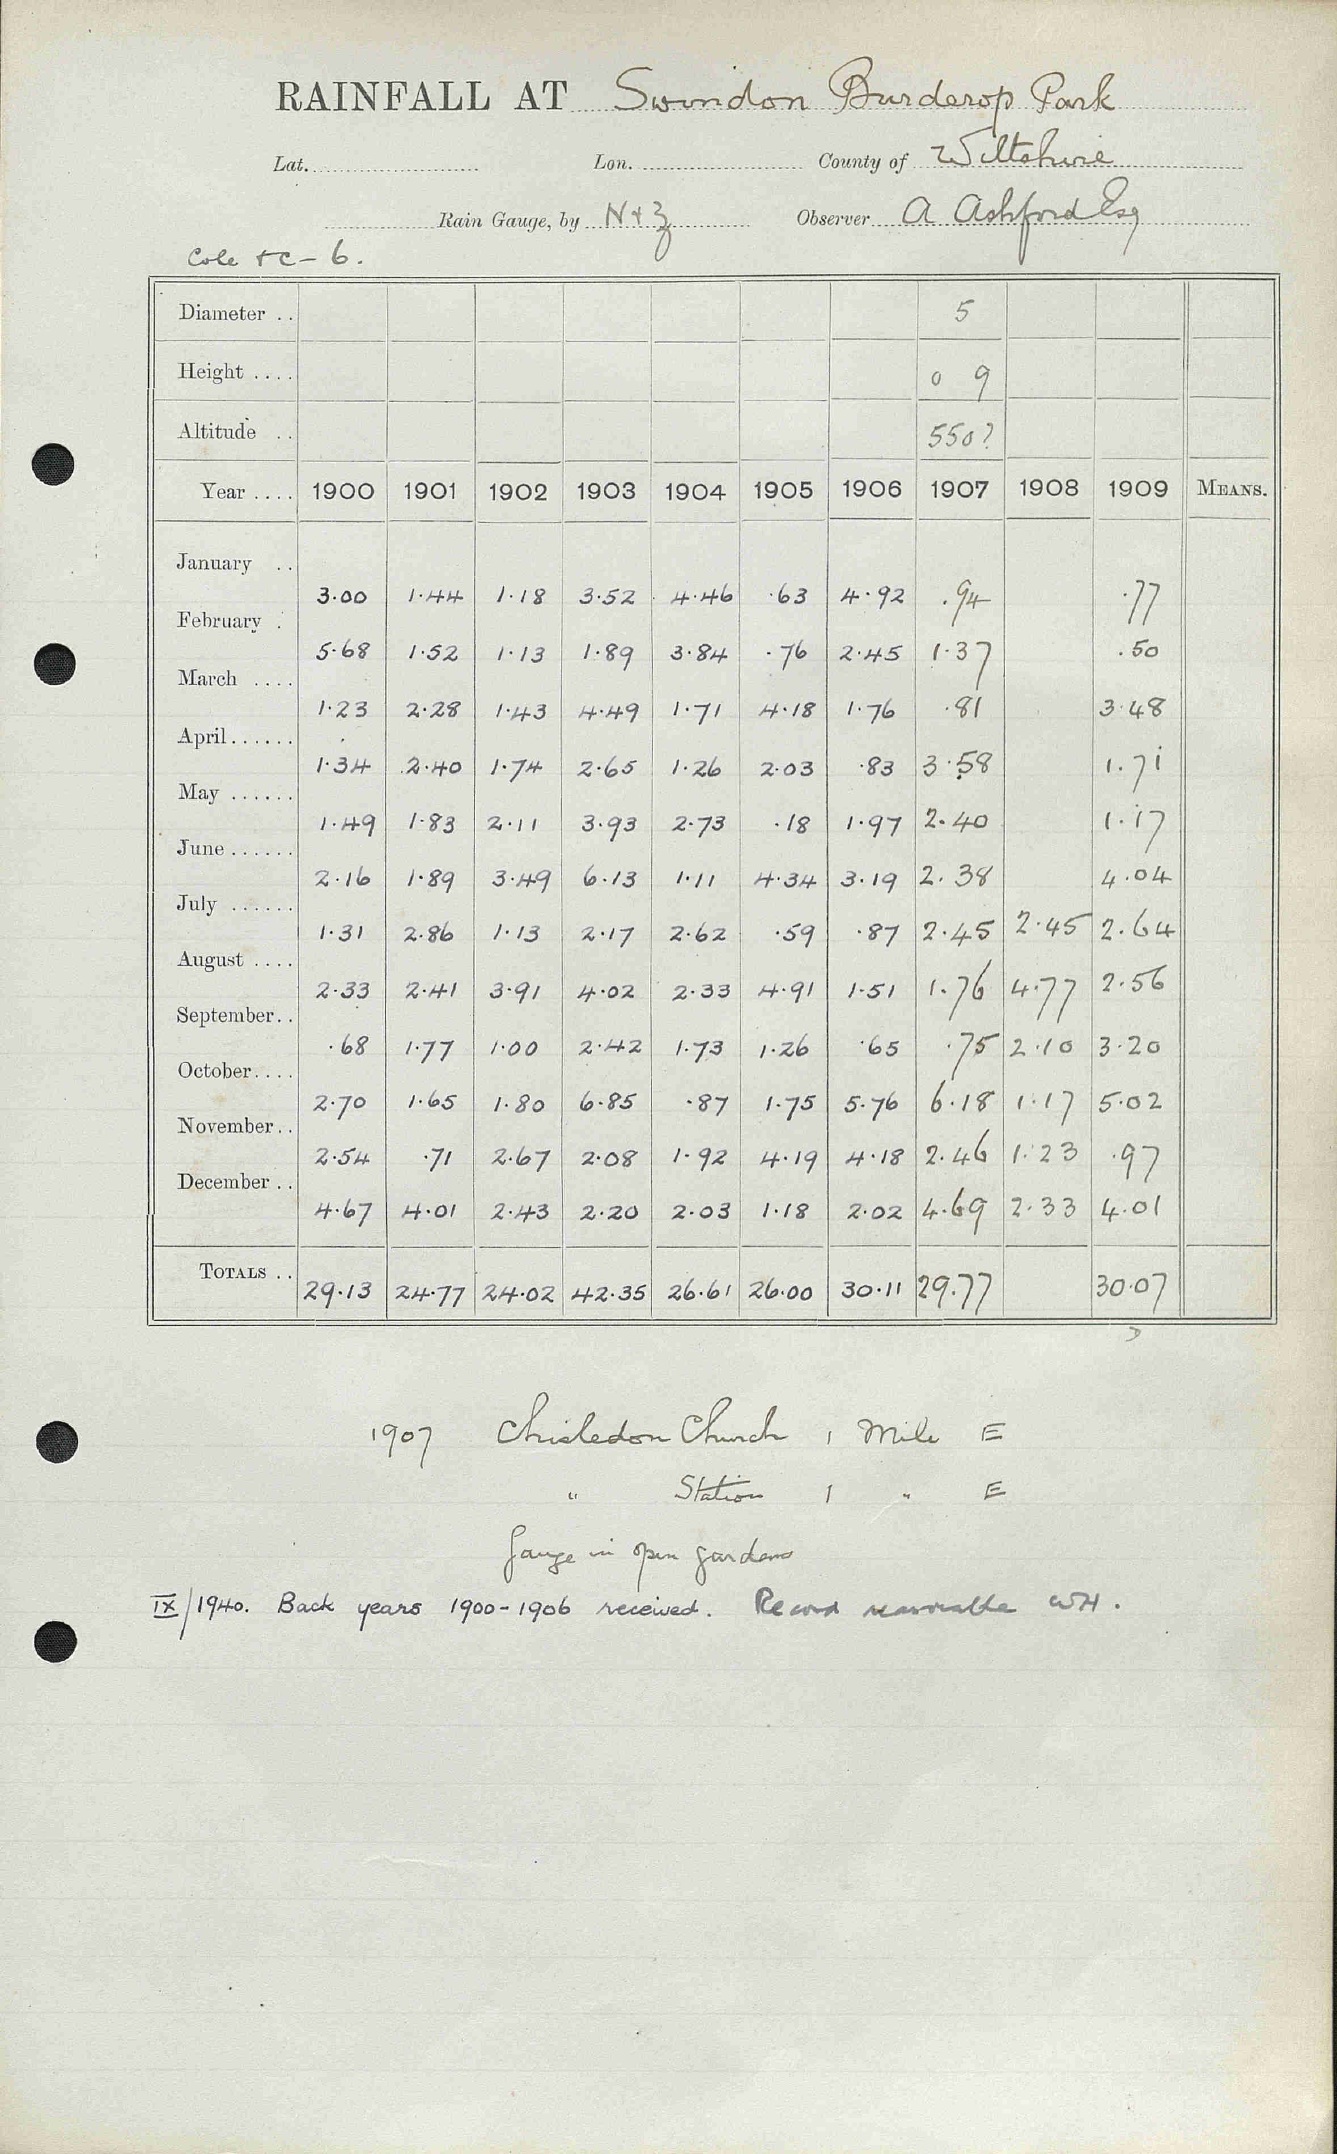 RAINFALL AT Swindon Burderop Park
Lat. Lon. County of Wiltshire
Rain Gauge, by N & Z Observer A Ashford Esq
Diameter .. 5
Height .... 0 9
Altitude .. 550?
Year .... 1900 1901 1902 1903 1904 1905 1906 1907 1908 1909 MEANS.
January .. 3.00 1.44 1.18 3.52 4.46 .63 4.92 .94 .77
February . 5.68 1.52 1.13 1.89 3.84 .76 2.45 1.37 .50
March .... 1.23 2.28 1.43 4.49 1.71 4.18 1.76 .81 3.48
April...... 1.34 2.40 1.74 2.65 1.26 2.03 .83 3.58 1.71
May ...... 1.49 1.83 2.11 3.93 2.73 .18 1.97 2.40 1.17
June ...... 2.16 1.89 3.49 6.13 1.11 4.34 3.19 2.38 4.04
July ...... 1.31 2.86 1.13 2.17 2.62 .59 .87 2.45 2.45 2.64
August .... 2.33 2.41 3.91 4.02 2.33 4.91 1.51 1.76 4.77 2.56
September.. .68 1.77 1.00 2.42 1.73 1.26 .65 .75 2.10 3.20
October.... 2.70 1.65 1.80 6.85 .87 1.75 5.76 6.18 1.17 5.02
November.. 2.54 .71 2.67 2.08 1.92 4.19 4.18 2.46 1.23 .97
December .. 4.67 4.01 2.43 2.20 2.03 1.18 2.02 4.69 2.33 4.01
TOTALS .. 29.13 24.77 24.02 42.35 26.61 26.00 30.11 29.77 30.07
1907 Chisledon Church 1 Mile E
" Station 1 " E
Gauge in open gardens
IX/1940. Back years 1900-1906 received. Record reasonable WH.